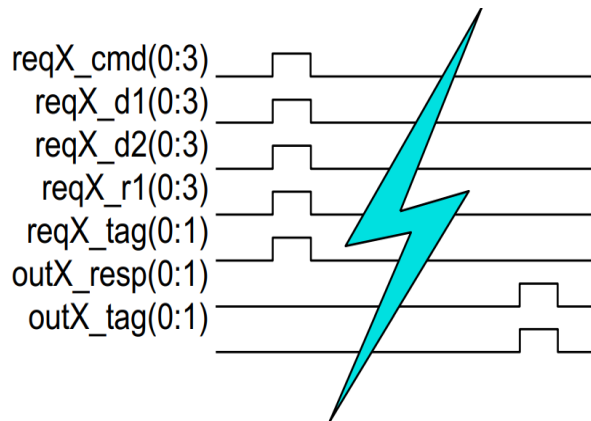 reqX_cmd(0:3)
reqX_d1(0:3)
reqX_d2(0:3)
reqX_r1(0:3)
reqX_tag(0:1)
outX_resp(0:1)
outX_tag(0:1)